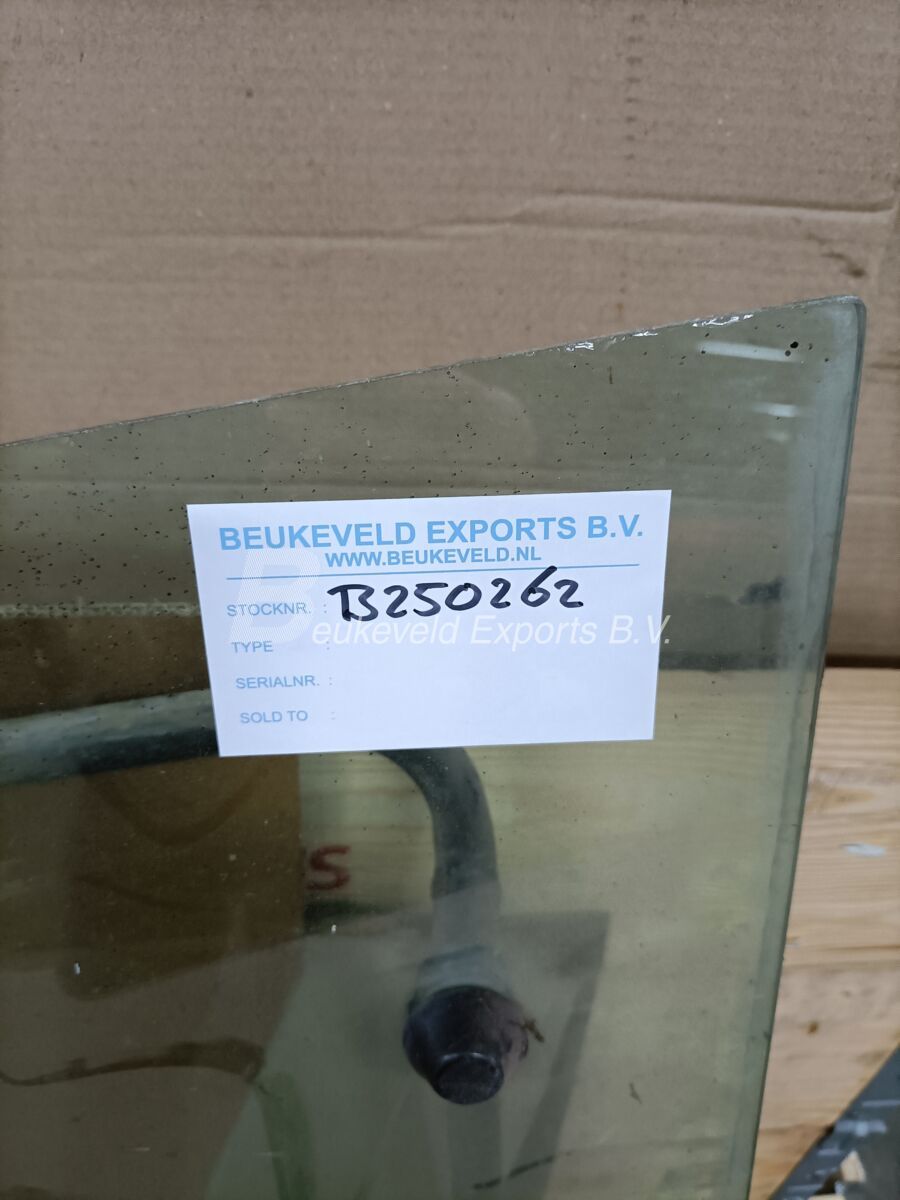 BEUKEVELD EXPORTS B.V.
WWW.BEUKEVELD.NL
STOCKNR. : B250262
Beukeveld Exports B.V.
TYPE :
SERIALNR. :
SOLD TO :
S